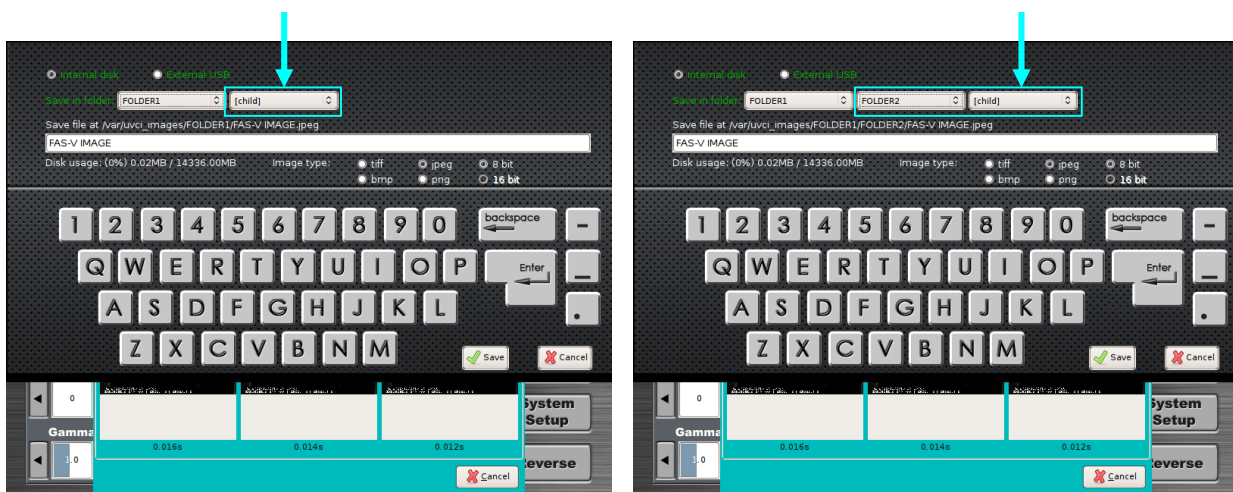 Internal disk External USB
Save in folder: FOLDER1 [child]
Save file at /var/uvci_images/FOLDER1/FAS-V IMAGE.jpeg
FAS-V IMAGE
Disk usage: (0%) 0.02MB / 14336.00MB Image type: tiff jpeg 8 bit
bmp png 16 bit
1 2 3 4 5 6 7 8 9 0 backspace -
Q W E R T Y U I O P Enter _
A S D F G H J K L .
Z X C V B N M Save Cancel
0 System
Setup
Gamma
0.016s 0.014s 0.012s
1.0 everse
Cancel
Internal disk External USB
Save in folder: FOLDER1 FOLDER2 [child]
Save file at /var/uvci_images/FOLDER1/FOLDER2/FAS-V IMAGE.jpeg
FAS-V IMAGE
Disk usage: (0%) 0.02MB / 14336.00MB Image type: tiff jpeg 8 bit
bmp png 16 bit
1 2 3 4 5 6 7 8 9 0 backspace -
Q W E R T Y U I O P Enter _
A S D F G H J K L .
Z X C V B N M Save Cancel
0 System
Setup
Gamma
0.016s 0.014s 0.012s
1.0 everse
Cancel